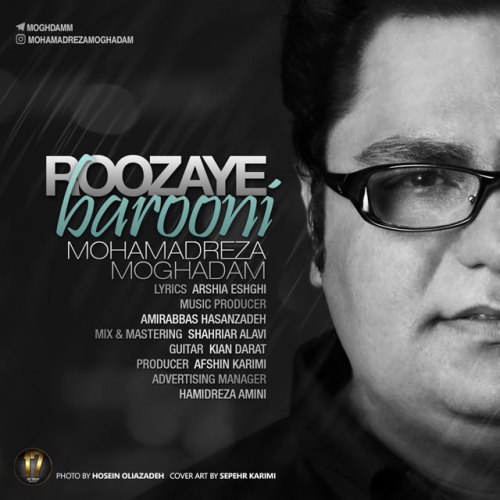 MOGHDAMM
MOHAMADREZAMOGHADAM
ROOZAYE
barooni
MOHAMADREZA
MOGHADAM
LYRICS ARSHIA ESHGHI
MUSIC PRODUCER
AMIRABBAS HASANZADEH
MIX & MASTERING SHAHRIAR ALAVI
GUITAR KIAN DARAT
PRODUCER AFSHIN KARIMI
ADVERTISING MANAGER
HAMIDREZA AMINI
PHOTO BY HOSEIN OLIAZADEH COVER ART BY SEPEHR KARIMI